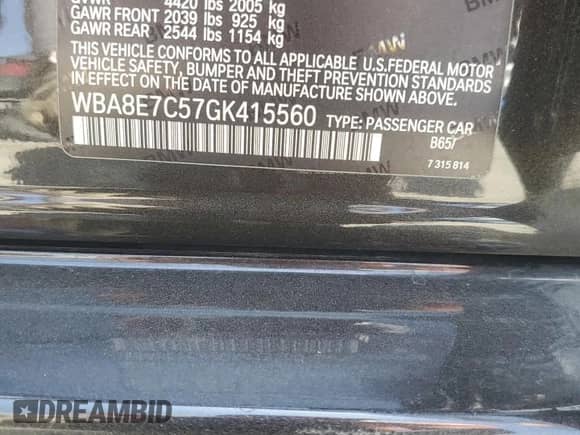 GVWR 4420 lbs 2005 kg
GAWR FRONT 2039 lbs 925 kg
GAWR REAR 2544 lbs 1154 kg
THIS VEHICLE CONFORMS TO ALL APPLICABLE U.S.FEDERAL MOTOR
VEHICLE SAFETY, BUMPER AND THEFT PREVENTION STANDARDS
IN EFFECT ON THE DATE OF MANUFACTURE SHOWN ABOVE.
WBA8E7C57GK415560 TYPE: PASSENGER CAR
B65/
7 315 814
DREAMBID